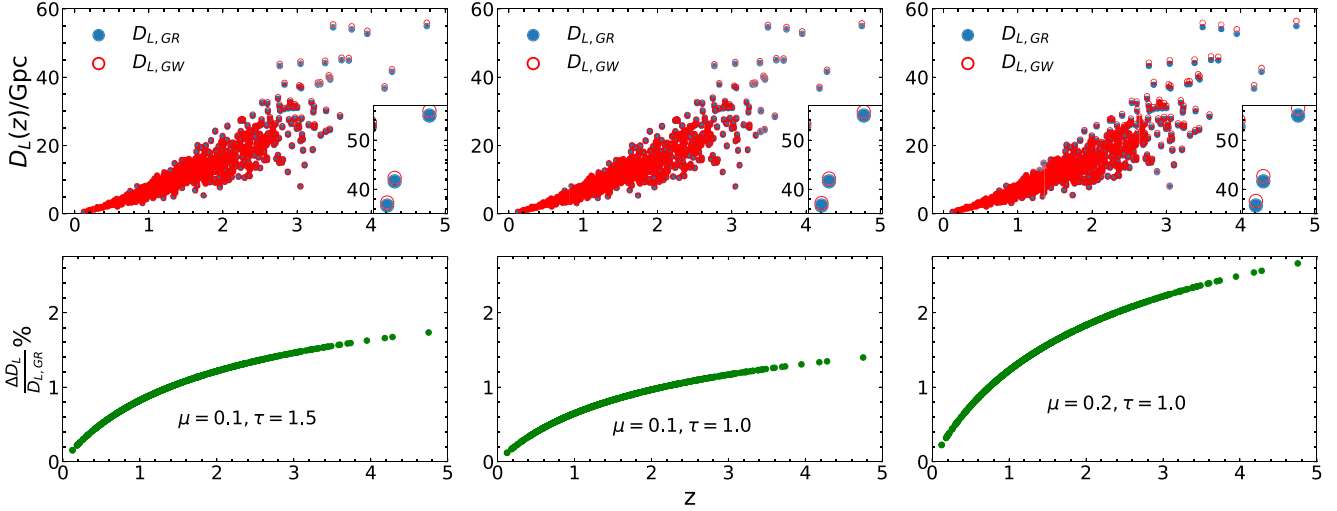 D_L(z)/Gpc
60
40
20
0
D_{L,GR}
D_{L,GW}
50
40
0 1 2 3 4 5
60
40
20
0
D_{L,GR}
D_{L,GW}
50
40
0 1 2 3 4 5
60
40
20
0
D_{L,GR}
D_{L,GW}
50
40
0 1 2 3 4 5
ΔD_L/D_{L,GR} %
2
1
0
μ = 0.1, τ = 1.5
0 1 2 3 4 5
2
1
0
μ = 0.1, τ = 1.0
0 1 2 3 4 5
2
1
0
μ = 0.2, τ = 1.0
0 1 2 3 4 5
z